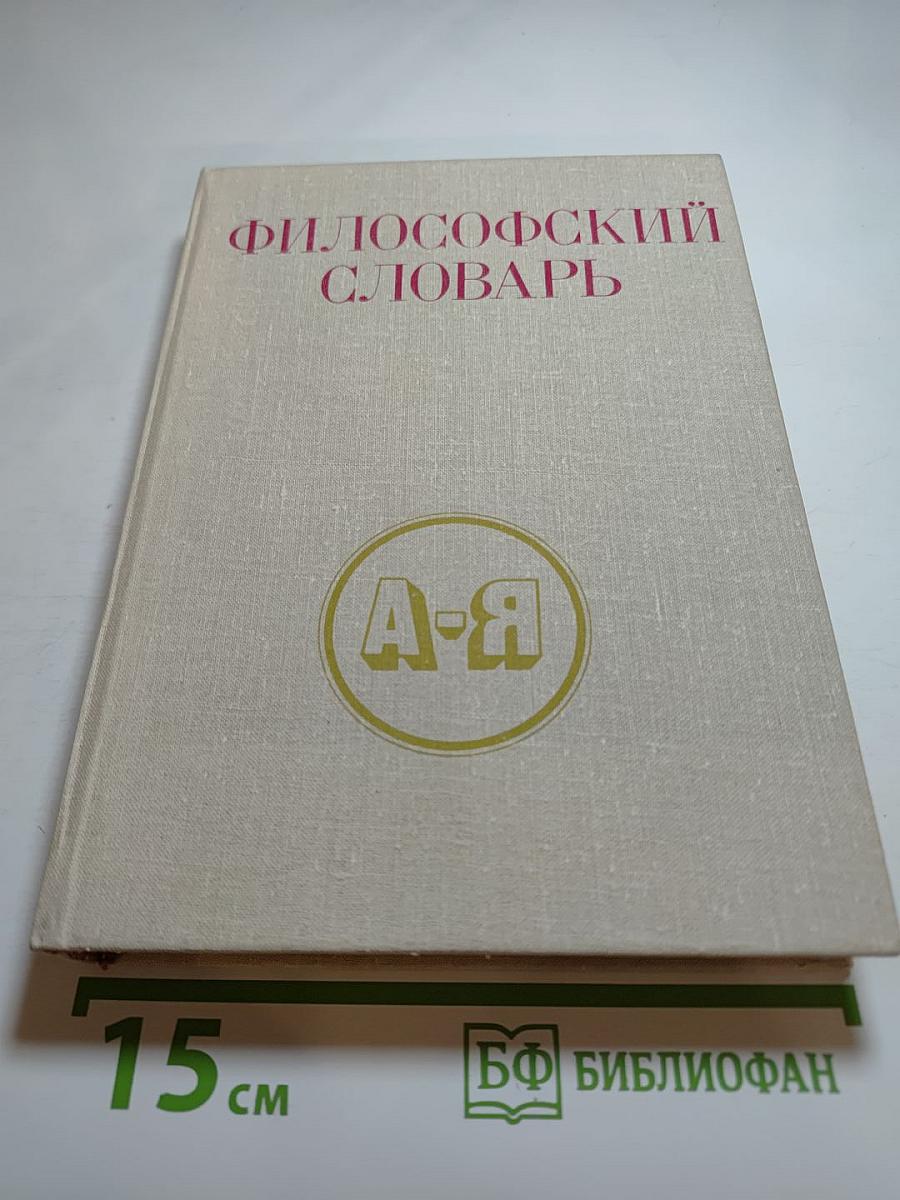 ФИЛОСОФСКИЙ
СЛОВАРЬ
А-Я
15 см
БФ БИБЛИОФАН